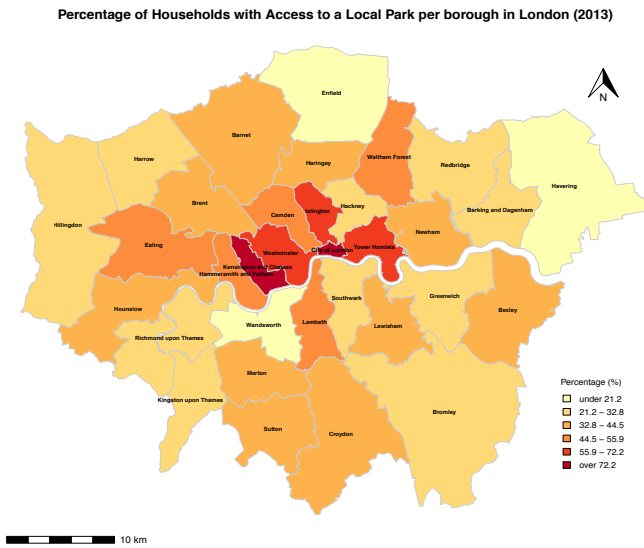 Percentage of Households with Access to a Local Park per borough in London (2013)
N
Enfield
Barnet
Harrow
Haringey
Waltham Forest
Redbridge
Havering
Brent
Camden
Islington
Hackney
Barking and Dagenham
Hillingdon
Ealing
Westminster
City of London
Tower Hamlets
Newham
Kensington and Chelsea
Hammersmith and Fulham
Hounslow
Richmond upon Thames
Wandsworth
Lambeth
Southwark
Lewisham
Greenwich
Bexley
Merton
Kingston upon Thames
Sutton
Croydon
Bromley
Percentage (%)
under 21.2
21.2 – 32.8
32.8 – 44.5
44.5 – 55.9
55.9 – 72.2
over 72.2
10 km